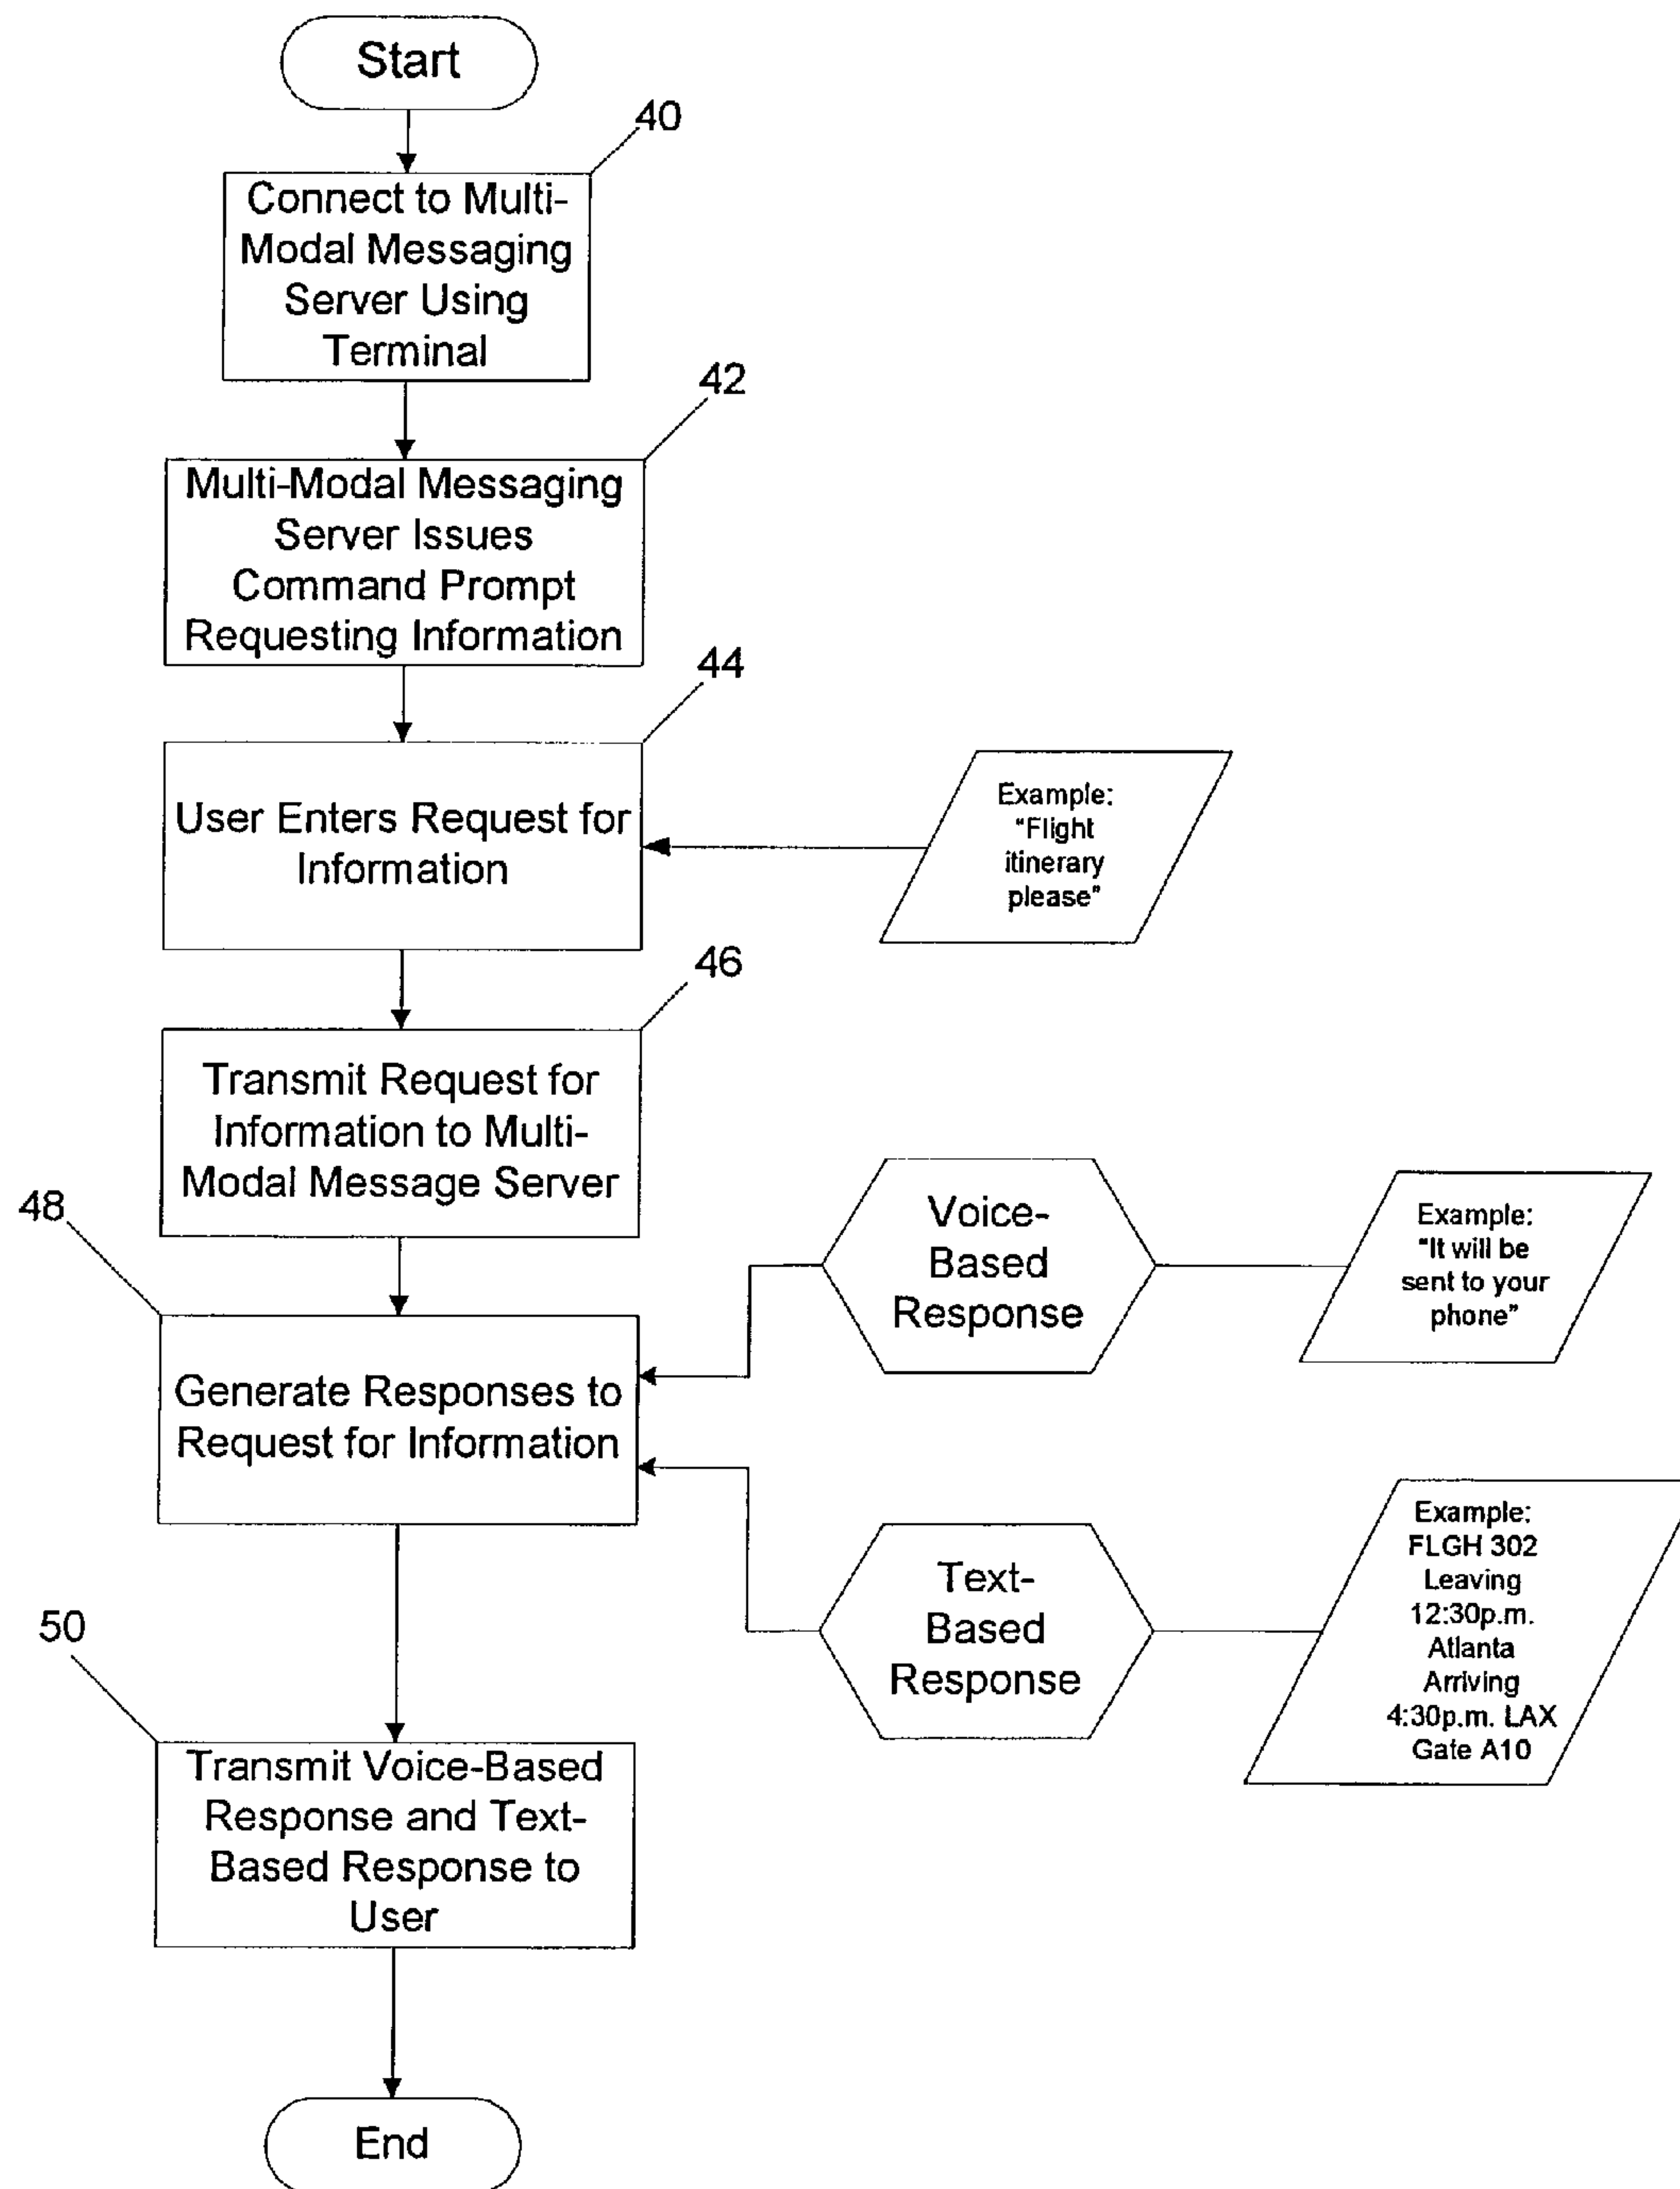 Start
40
Connect to Multi-
Modal Messaging
Server Using
Terminal
42
Multi-Modal Messaging
Server Issues
Command Prompt
Requesting Information
44
User Enters Request for
Information
Example:
"Flight
itinerary
please"
46
Transmit Request for
Information to Multi-
Modal Message Server
48
Generate Responses to
Request for Information
Voice-
Based
Response
Example:
"It will be
sent to your
phone"
Text-
Based
Response
Example:
FLGH 302
Leaving
12:30p.m.
Atlanta
Arriving
4:30p.m. LAX
Gate A10
50
Transmit Voice-Based
Response and Text-
Based Response to
User
End